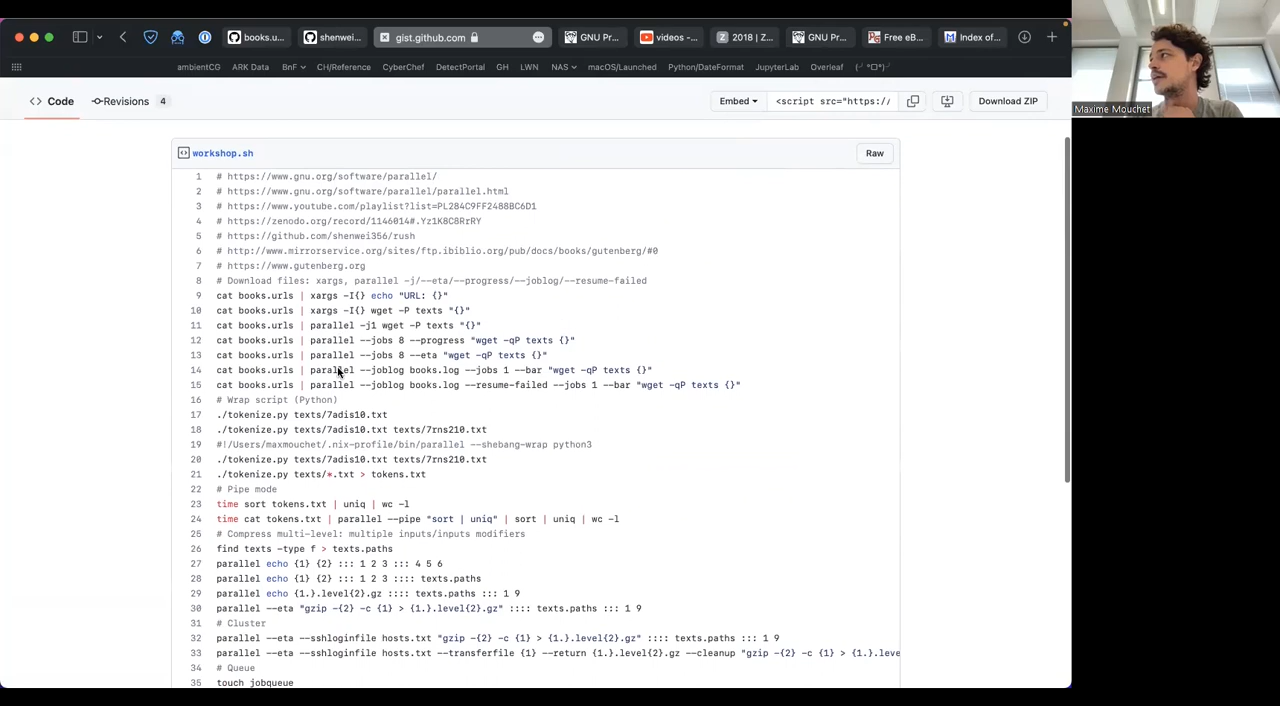 books.u...
shenwei...
gist.github.com
GNU Pr...
videos -...
2018 | Z...
GNU Pr...
Free eB...
Index of...
ambientCG
ARK Data
BnF
CH/Reference
CyberChef
DetectPortal
GH
LWN
NAS
macOS/Launched
Python/DateFormat
JupyterLab
Overleaf
Maxime Mouchet
Code
Revisions 4
Embed
<script src="https:/
Download ZIP
workshop.sh
Raw
1 # https://www.gnu.org/software/parallel/
2 # https://www.gnu.org/software/parallel/parallel.html
3 # https://www.youtube.com/playlist?list=PL284C9FF2488BC6D1
4 # https://zenodo.org/record/1146014#.Yz1K8C8RrRY
5 # https://github.com/shenwei356/rush
6 # http://www.mirrorservice.org/sites/ftp.ibiblio.org/pub/docs/books/gutenberg/#0
7 # https://www.gutenberg.org
8 # Download files: xargs, parallel -j/--eta/--progress/--joblog/--resume-failed
9 cat books.urls | xargs -I{} echo "URL: {}"
10 cat books.urls | xargs -I{} wget -P texts "{}"
11 cat books.urls | parallel -j1 wget -P texts "{}"
12 cat books.urls | parallel --jobs 8 --progress "wget -qP texts {}"
13 cat books.urls | parallel --jobs 8 --eta "wget -qP texts {}"
14 cat books.urls | parallel --joblog books.log --jobs 1 --bar "wget -qP texts {}"
15 cat books.urls | parallel --joblog books.log --resume-failed --jobs 1 --bar "wget -qP texts {}"
16 # Wrap script (Python)
17 ./tokenize.py texts/7adis10.txt
18 ./tokenize.py texts/7adis10.txt texts/7rns210.txt
19 #!/Users/maxmouchet/.nix-profile/bin/parallel --shebang-wrap python3
20 ./tokenize.py texts/7adis10.txt texts/7rns210.txt
21 ./tokenize.py texts/*.txt > tokens.txt
22 # Pipe mode
23 time sort tokens.txt | uniq | wc -l
24 time cat tokens.txt | parallel --pipe "sort | uniq" | sort | uniq | wc -l
25 # Compress multi-level: multiple inputs/inputs modifiers
26 find texts -type f > texts.paths
27 parallel echo {1} {2} ::: 1 2 3 ::: 4 5 6
28 parallel echo {1} {2} ::: 1 2 3 :::: texts.paths
29 parallel echo {1.}.level{2}.gz :::: texts.paths ::: 1 9
30 parallel --eta "gzip -{2} -c {1} > {1.}.level{2}.gz" :::: texts.paths ::: 1 9
31 # Cluster
32 parallel --eta --sshloginfile hosts.txt "gzip -{2} -c {1} > {1.}.level{2}.gz" :::: texts.paths ::: 1 9
33 parallel --eta --sshloginfile hosts.txt --transferfile {1} --return {1.}.level{2}.gz --cleanup "gzip -{2} -c {1} > {1.}.leve
34 # Queue
35 touch jobqueue